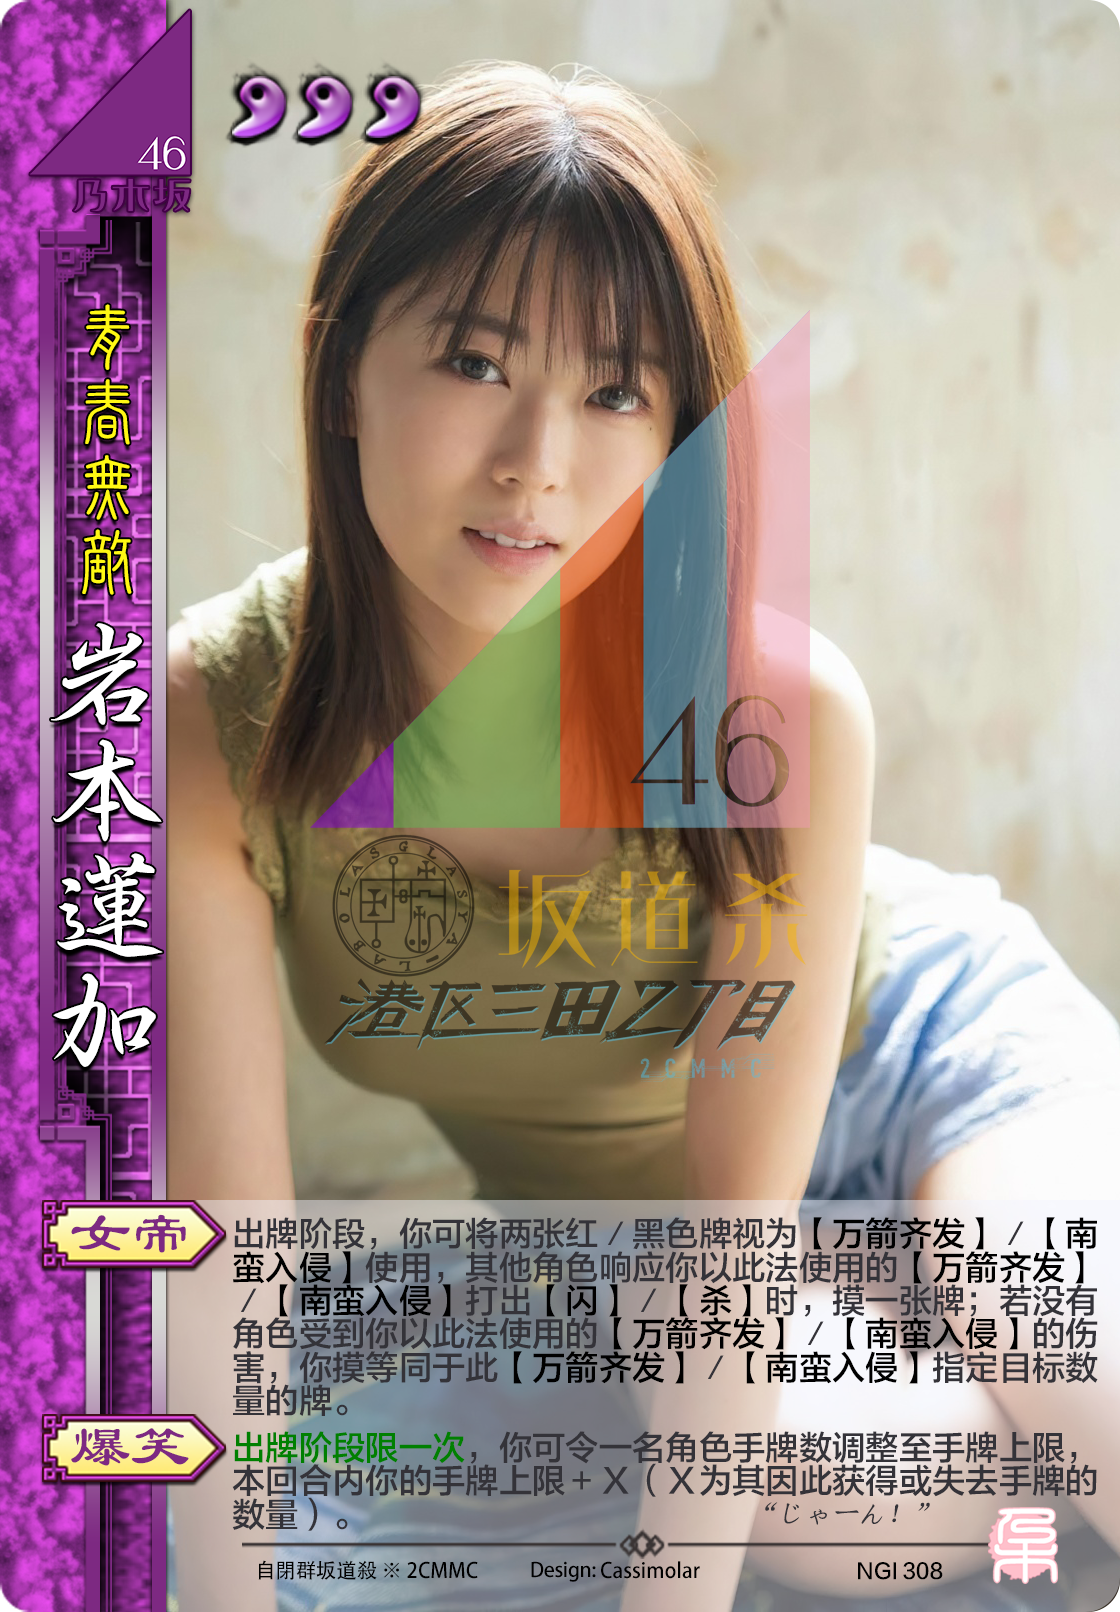 46
乃木坂
青春無敵
岩本蓮加
46
GLASYA-LABOLAS
坂道杀
港区三田2丁目
2CMMC
女帝
出牌阶段，你可将两张红／黑色牌视为【万箭齐发】／【南
蛮入侵】使用，其他角色响应你以此法使用的【万箭齐发】
／【南蛮入侵】打出【闪】／【杀】时，摸一张牌；若没有
角色受到你以此法使用的【万箭齐发】／【南蛮入侵】的伤
害，你摸等同于此【万箭齐发】／【南蛮入侵】指定目标数
量的牌。
爆笑
出牌阶段限一次，你可令一名角色手牌数调整至手牌上限，
本回合内你的手牌上限＋Ｘ（Ｘ为其因此获得或失去手牌的
数量）。
“じゃーん！”
自閉群坂道殺 ※ 2CMMC
Design: Cassimolar
NGI 308